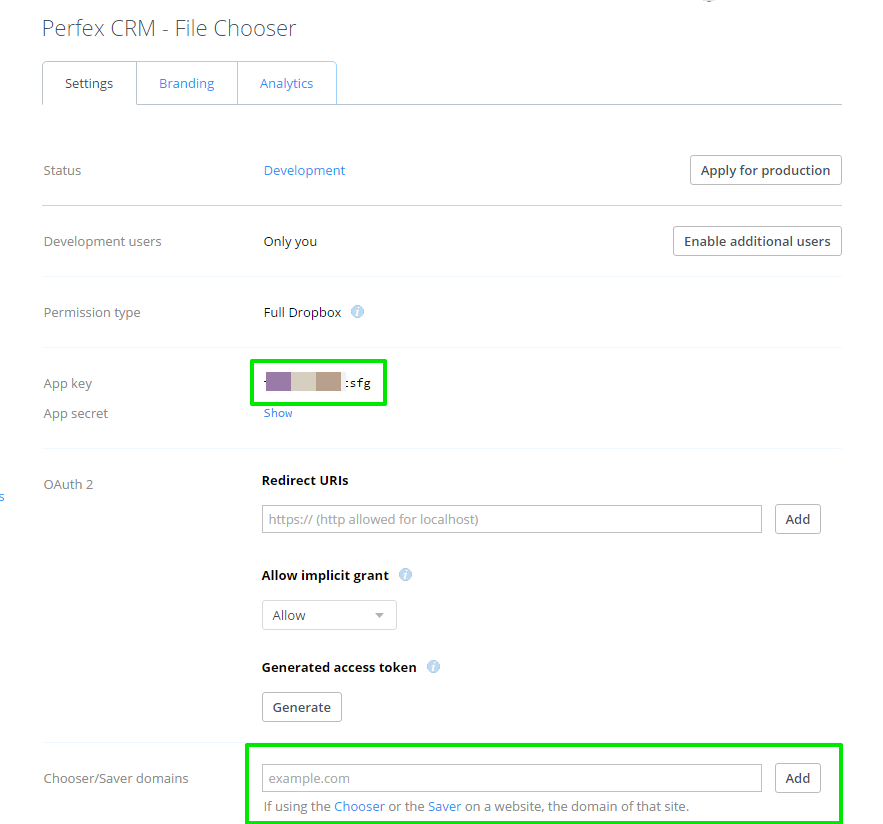 Perfex CRM - File Chooser
Settings Branding Analytics
Status Development Apply for production
Development users Only you Enable additional users
Permission type Full Dropbox i
App key :sfg
App secret Show
OAuth 2 Redirect URIs
s
https:// (http allowed for localhost) Add
Allow implicit grant i
Allow
Generated access token i
Generate
Chooser/Saver domains example.com Add
If using the Chooser or the Saver on a website, the domain of that site.